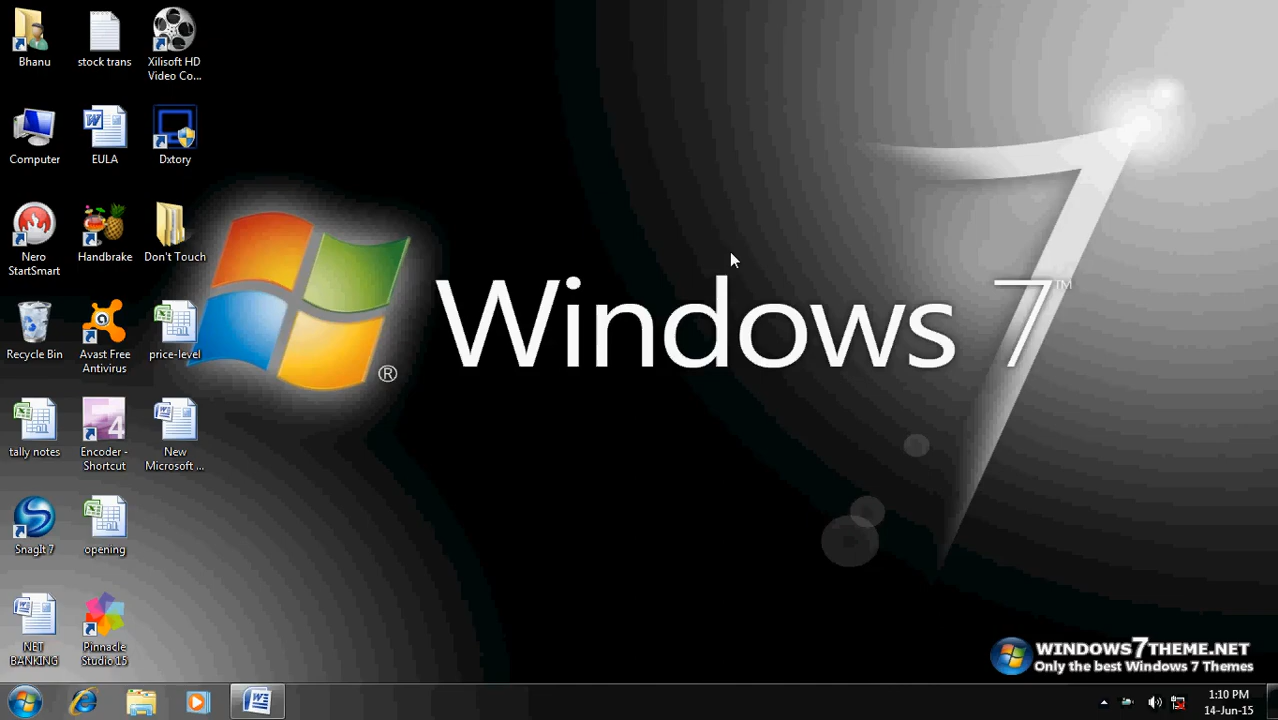 Bhanu
stock trans
Xilisoft HD
Video Co...
Computer
EULA
Dxtory
Nero
StartSmart
Handbrake
Don't Touch
Recycle Bin
Avast Free
Antivirus
price-level
tally notes
Encoder -
Shortcut
New
Microsoft ...
SnagIt 7
opening
NET
BANKING
Pinnacle
Studio 15
4
®
Windows 7™
7
WINDOWS7THEME.NET
Only the best Windows 7 Themes
1:10 PM
14-Jun-15